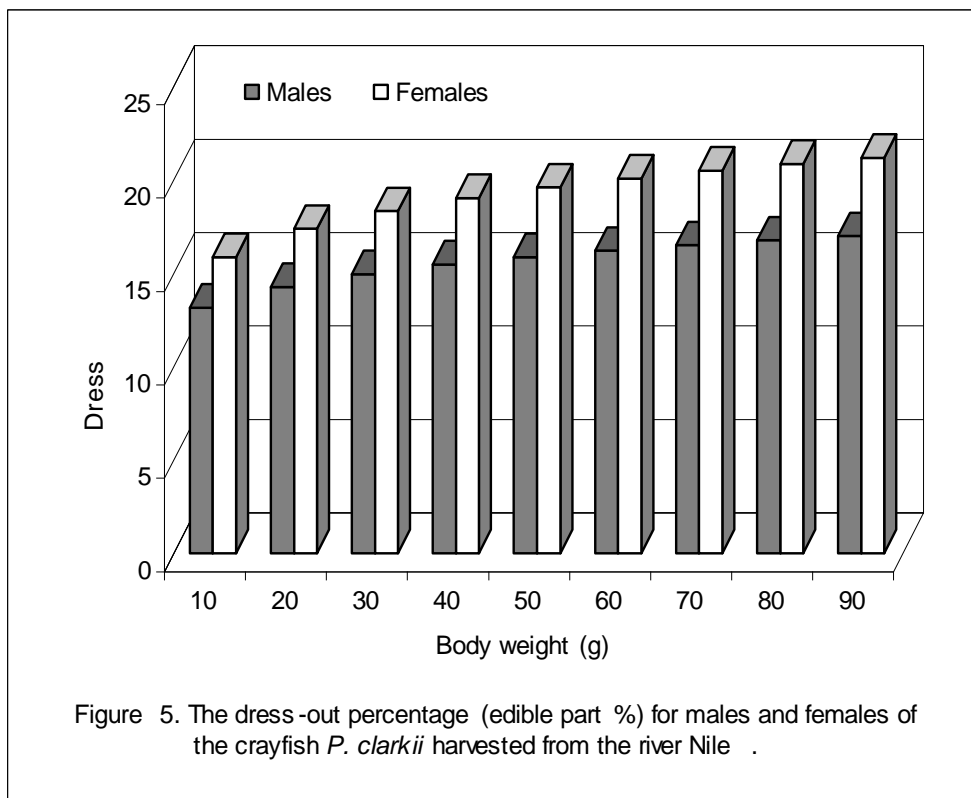 Males Females
25
20
15
10
5
0
Dress
10 20 30 40 50 60 70 80 90
Body weight (g)
Figure 5. The dress-out percentage (edible part %) for males and females of
the crayfish P. clarkii harvested from the river Nile .